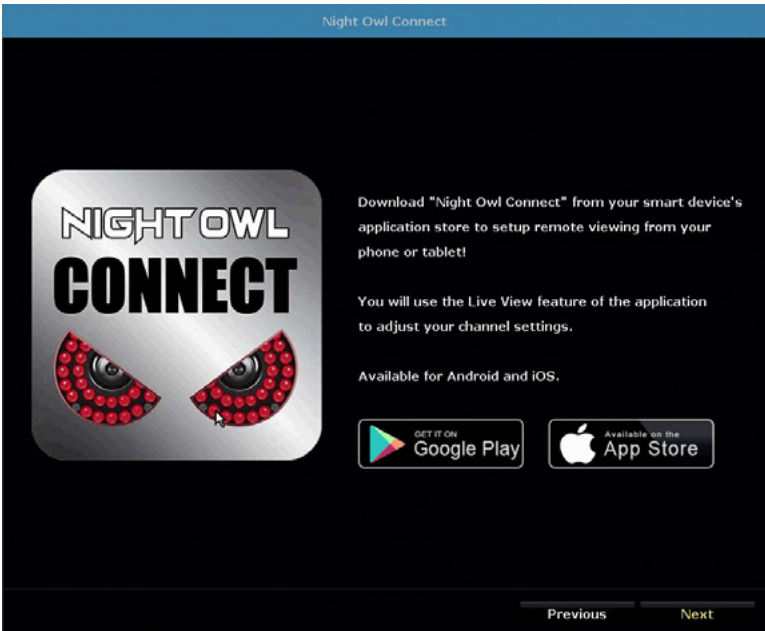 Night Owl Connect
NIGHT OWL
CONNECT
Download "Night Owl Connect" from your smart device's
application store to setup remote viewing from your
phone or tablet!
You will use the Live View feature of the application
to adjust your channel settings.
Available for Android and iOS.
GET IT ON
Google Play
Available on the
App Store
Previous
Next